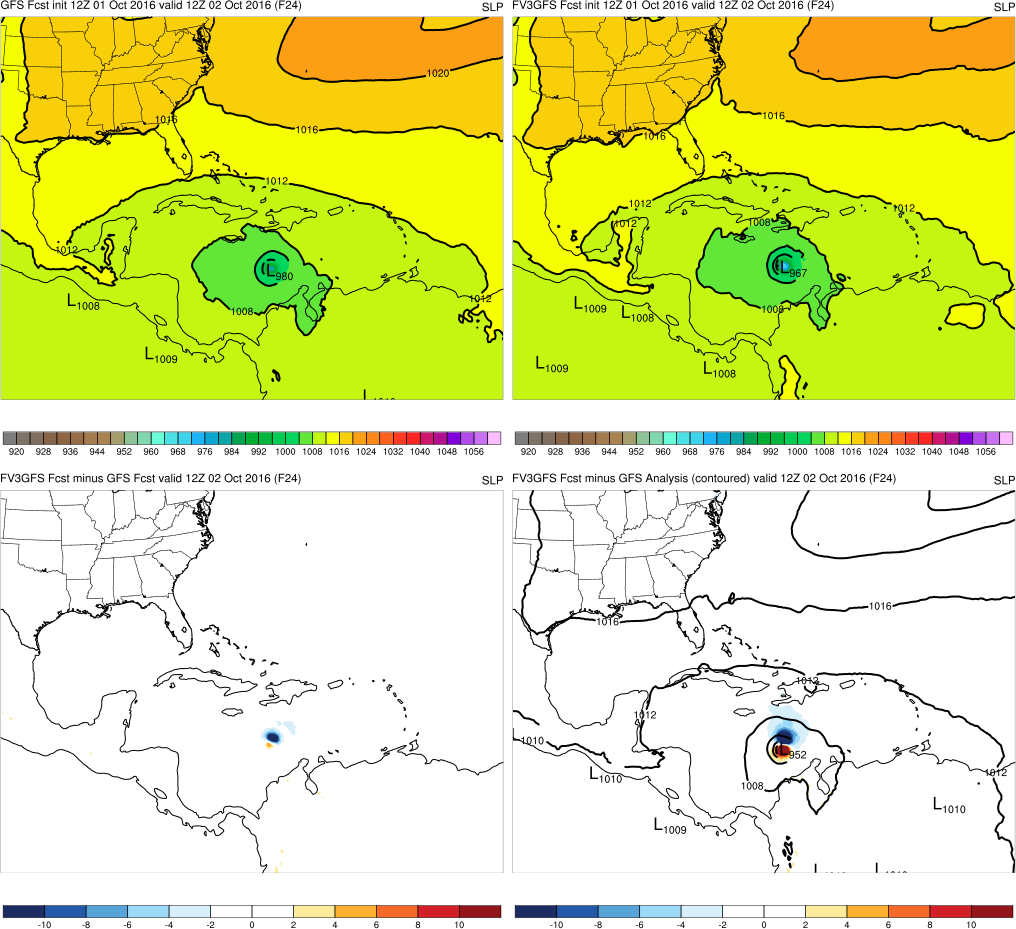 GFS Fcst init 12Z 01 Oct 2016 valid 12Z 02 Oct 2016 (F24) SLP
1020
1016
1016
1012
1012
L980
1012
L1008
1008
L1009
920 928 936 944 952 960 968 976 984 992 1000 1008 1016 1024 1032 1040 1048 1056
FV3GFS Fcst init 12Z 01 Oct 2016 valid 12Z 02 Oct 2016 (F24) SLP
1016
1016
1012
1012
1008
1012
L967
L1009
L1008
1008
L1009
L1008
920 928 936 944 952 960 968 976 984 992 1000 1008 1016 1024 1032 1040 1048 1056
FV3GFS Fcst minus GFS Fcst valid 12Z 02 Oct 2016 (F24) SLP
-10 -8 -6 -4 -2 0 2 4 6 8 10
FV3GFS Fcst minus GFS Analysis (contoured) valid 12Z 02 Oct 2016 (F24) SLP
1016
1016
1012
1012
1010
L952
L1010
1012
1008
L1010
L1009
-10 -8 -6 -4 -2 0 2 4 6 8 10